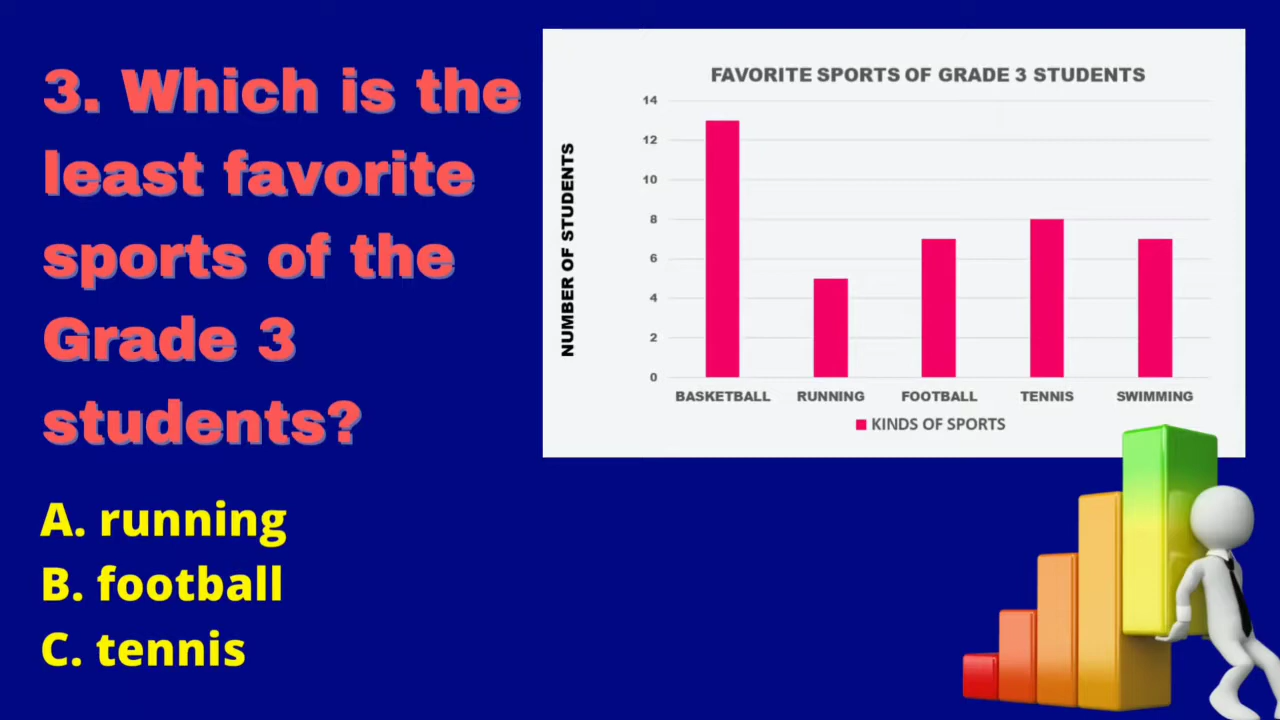 3. Which is the
least favorite
sports of the
Grade 3
students?
A. running
B. football
C. tennis
FAVORITE SPORTS OF GRADE 3 STUDENTS
NUMBER OF STUDENTS
14
12
10
8
6
4
2
0
BASKETBALL RUNNING FOOTBALL TENNIS SWIMMING
KINDS OF SPORTS